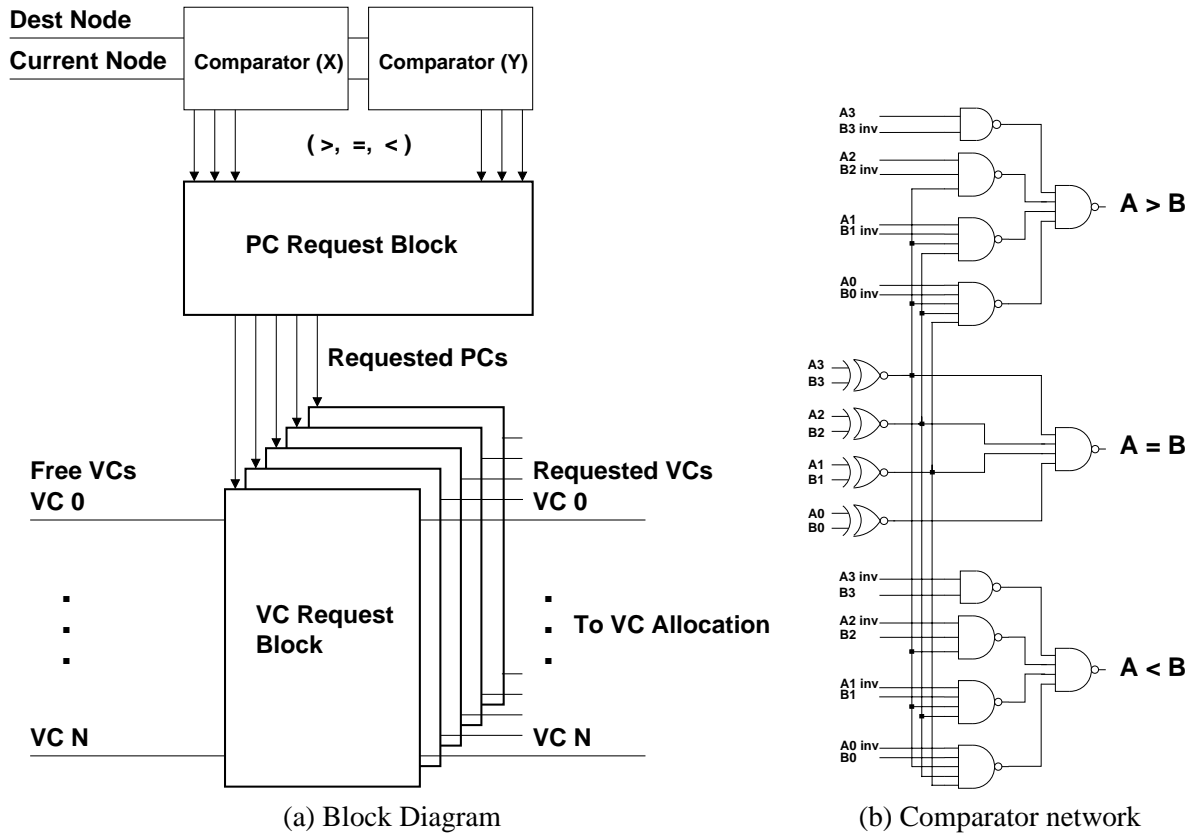 Dest Node
Current Node
Comparator (X)
Comparator (Y)
( >, =, < )
PC Request Block
Requested PCs
Free VCs
VC 0
Requested VCs
VC 0
VC Request
Block
To VC Allocation
VC N
VC N
(a) Block Diagram
A3
B3 inv
A2
B2 inv
A1
B1 inv
A0
B0 inv
A > B
A3
B3
A2
B2
A1
B1
A0
B0
A = B
A3 inv
B3
A2 inv
B2
A1 inv
B1
A0 inv
B0
A < B
(b) Comparator network